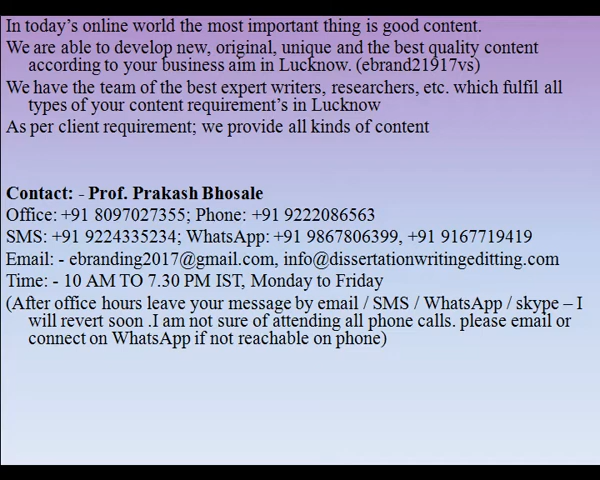 In today’s online world the most important thing is good content.
We are able to develop new, original, unique and the best quality content
according to your business aim in Lucknow. (ebrand21917vs)
We have the team of the best expert writers, researchers, etc. which fulfil all
types of your content requirement’s in Lucknow
As per client requirement; we provide all kinds of content
Contact: - Prof. Prakash Bhosale
Office: +91 8097027355; Phone: +91 9222086563
SMS: +91 9224335234; WhatsApp: +91 9867806399, +91 9167719419
Email: - ebranding2017@gmail.com, info@dissertationwritingeditting.com
Time: - 10 AM TO 7.30 PM IST, Monday to Friday
(After office hours leave your message by email / SMS / WhatsApp / skype – I
will revert soon .I am not sure of attending all phone calls. please email or
connect on WhatsApp if not reachable on phone)